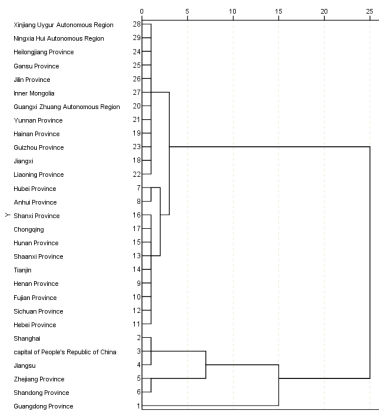 0 5 10 15 20 25
Xinjiang Uygur Autonomous Region 28
Ningxia Hui Autonomous Region 29
Heilongjiang Province 24
Gansu Province 25
Jilin Province 26
Inner Mongolia 27
Guangxi Zhuang Autonomous Region 20
Yunnan Province 21
Hainan Province 19
Guizhou Province 23
Jiangxi 18
Liaoning Province 22
Hubei Province 7
Anhui Province 8
Y Shanxi Province 16
Chongqing 17
Hunan Province 15
Shaanxi Province 13
Tianjin 14
Henan Province 9
Fujian Province 10
Sichuan Province 12
Hebei Province 11
Shanghai 2
capital of People's Republic of China 3
Jiangsu 4
Zhejiang Province 5
Shandong Province 6
Guangdong Province 1